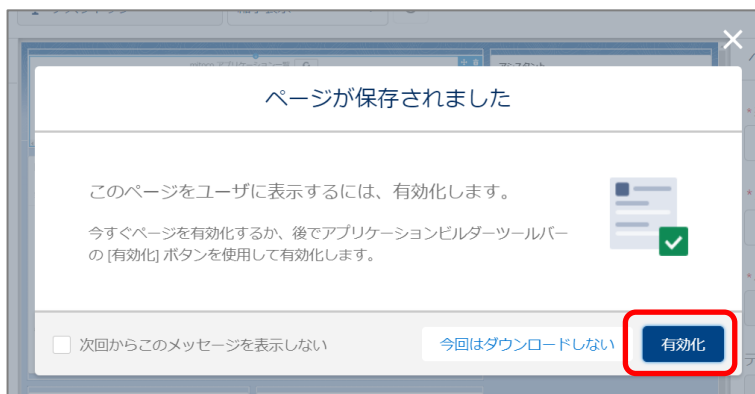 ページが保存されました
このページをユーザに表示するには、有効化します。
今すぐページを有効化するか、後でアプリケーションビルダーツールバー
の [有効化] ボタンを使用して有効化します。
次回からこのメッセージを表示しない
今回はダウンロードしない
有効化